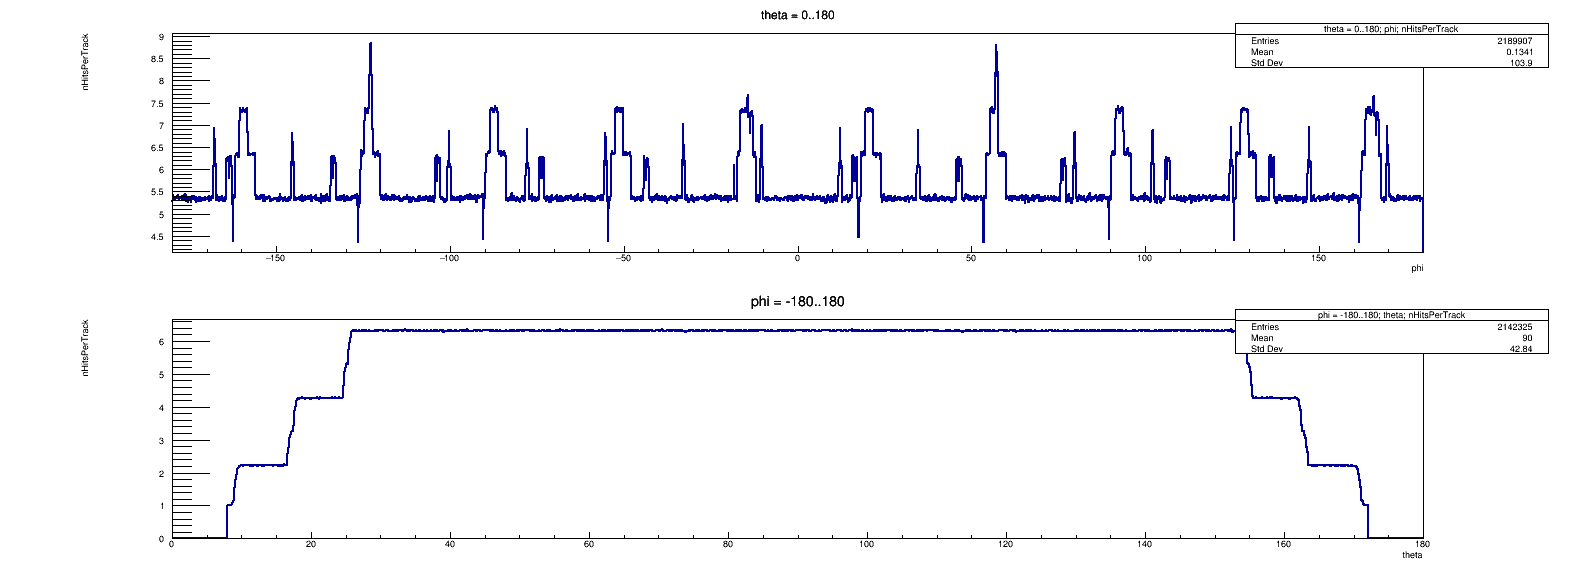 theta = 0..180
nHitsPerTrack
theta = 0..180; phi; nHitsPerTrack
Entries 2189907
Mean 0.1341
Std Dev 103.9
9
8.5
8
7.5
7
6.5
6
5.5
5
4.5
−150 −100 −50 0 50 100 150
phi
phi = -180..180
nHitsPerTrack
phi = -180..180; theta; nHitsPerTrack
Entries 2142325
Mean 90
Std Dev 42.84
6
5
4
3
2
1
0
0 20 40 60 80 100 120 140 160 180
theta